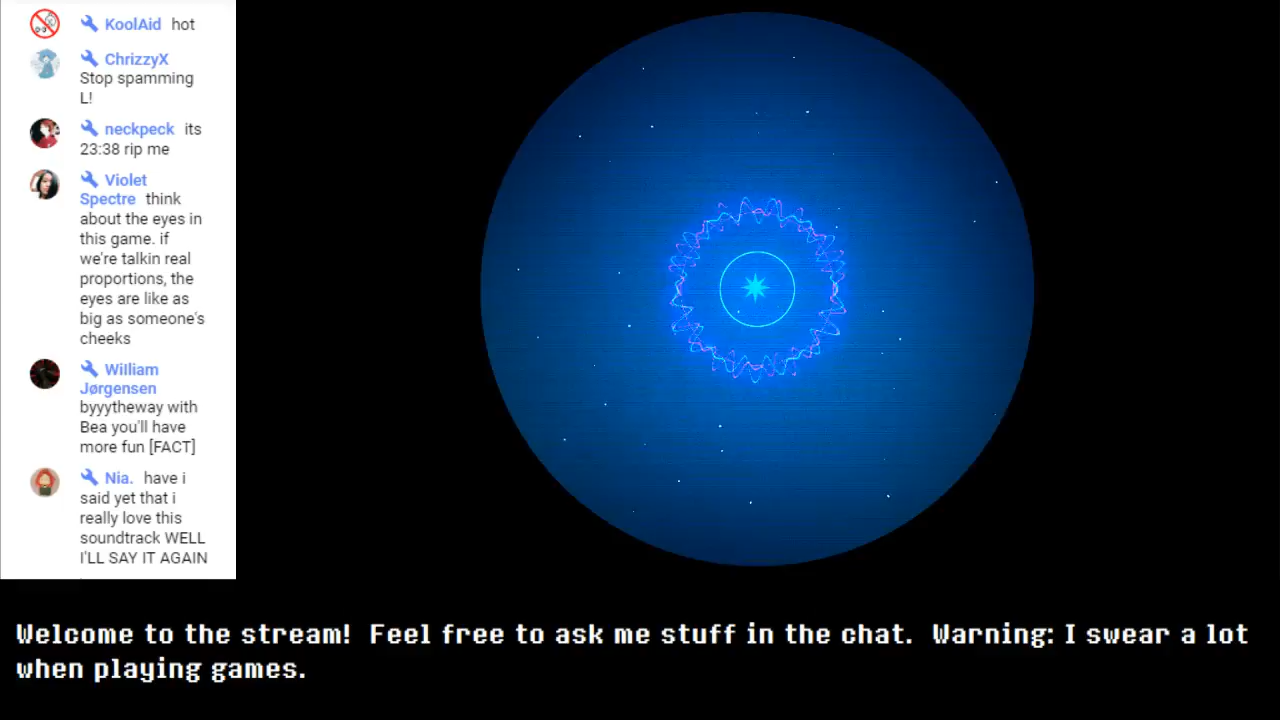 KoolAid hot
ChrizzyX
Stop spamming
L!
neckpeck its
23:38 rip me
Violet
Spectre think
about the eyes in
this game. if
we're talkin real
proportions, the
eyes are like as
big as someone's
cheeks
William
Jørgensen
byyytheway with
Bea you'll have
more fun [FACT]
Nia. have i
said yet that i
really love this
soundtrack WELL
I'LL SAY IT AGAIN
Welcome to the stream! Feel free to ask me stuff in the chat. Warning: I swear a lot
when playing games.